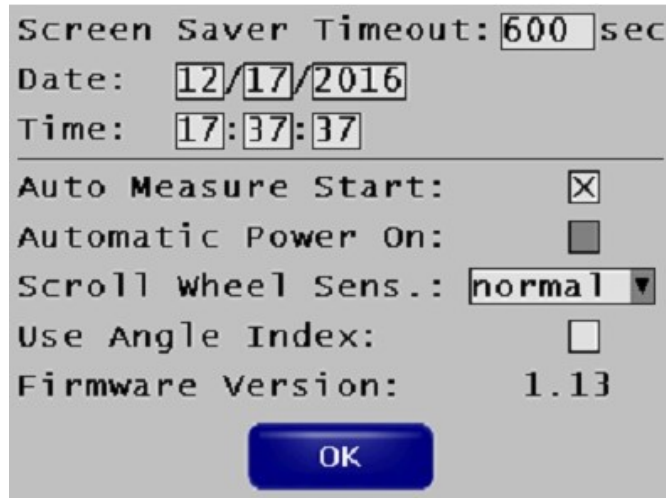 Screen Saver Timeout: 600 sec
Date: 12/17/2016
Time: 17:37:37
Auto Measure Start:
Automatic Power On:
Scroll Wheel Sens.: normal
Use Angle Index:
Firmware Version: 1.13
OK